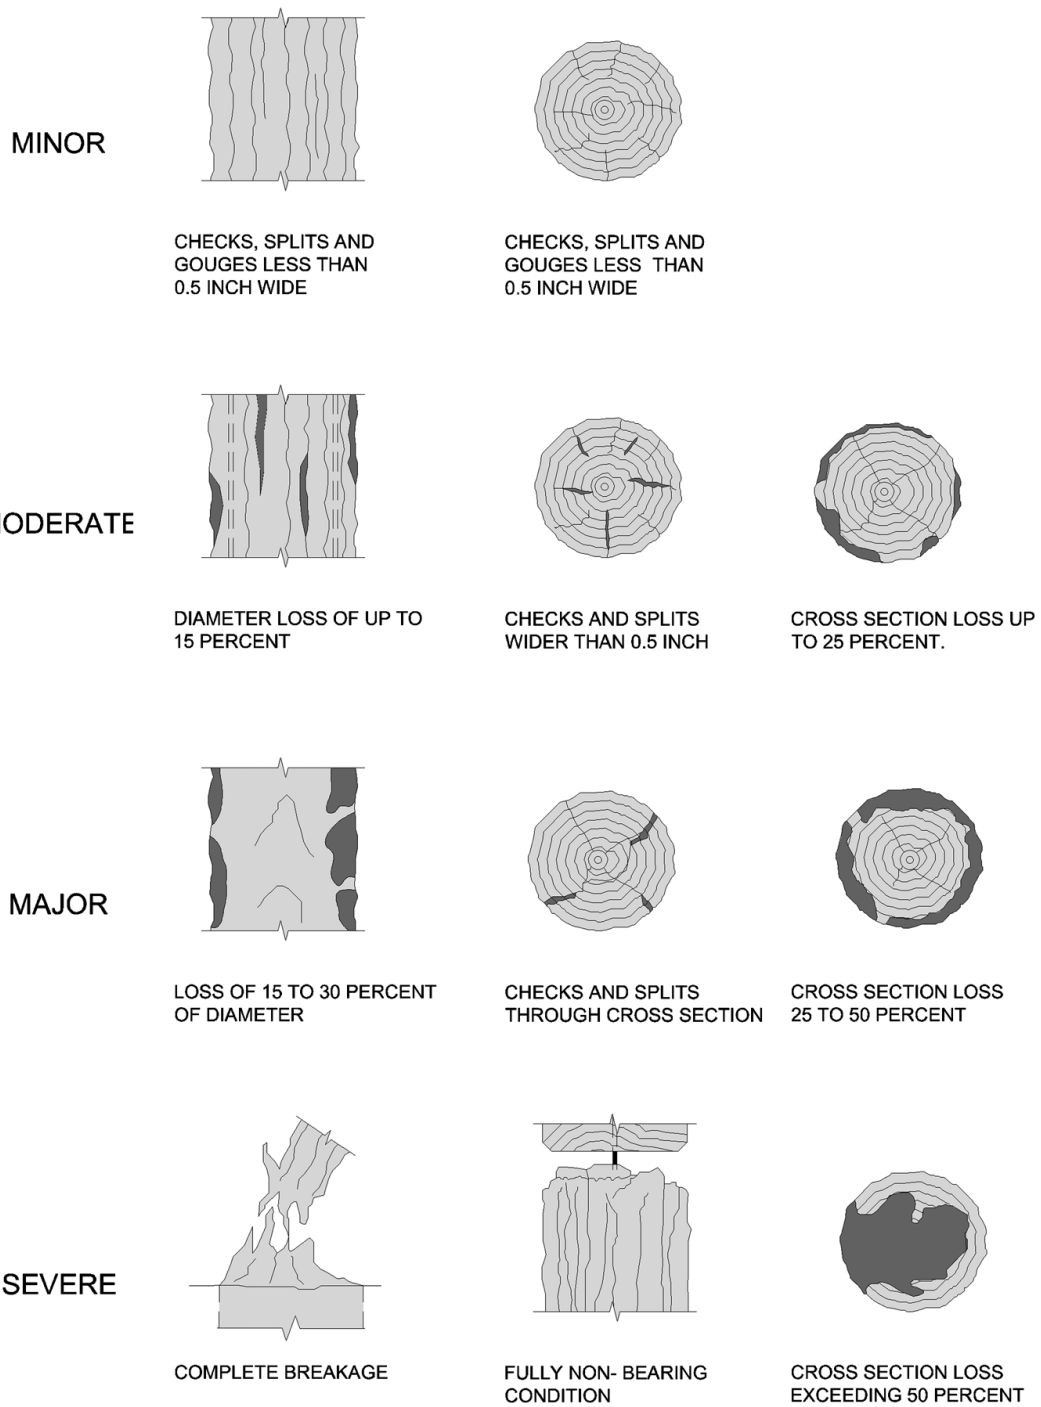 MINOR
CHECKS, SPLITS AND
GOUGES LESS THAN
0.5 INCH WIDE
CHECKS, SPLITS AND
GOUGES LESS THAN
0.5 INCH WIDE
ODERATE
DIAMETER LOSS OF UP TO
15 PERCENT
CHECKS AND SPLITS
WIDER THAN 0.5 INCH
CROSS SECTION LOSS UP
TO 25 PERCENT.
MAJOR
LOSS OF 15 TO 30 PERCENT
OF DIAMETER
CHECKS AND SPLITS
THROUGH CROSS SECTION
CROSS SECTION LOSS
25 TO 50 PERCENT
SEVERE
COMPLETE BREAKAGE
FULLY NON- BEARING
CONDITION
CROSS SECTION LOSS
EXCEEDING 50 PERCENT